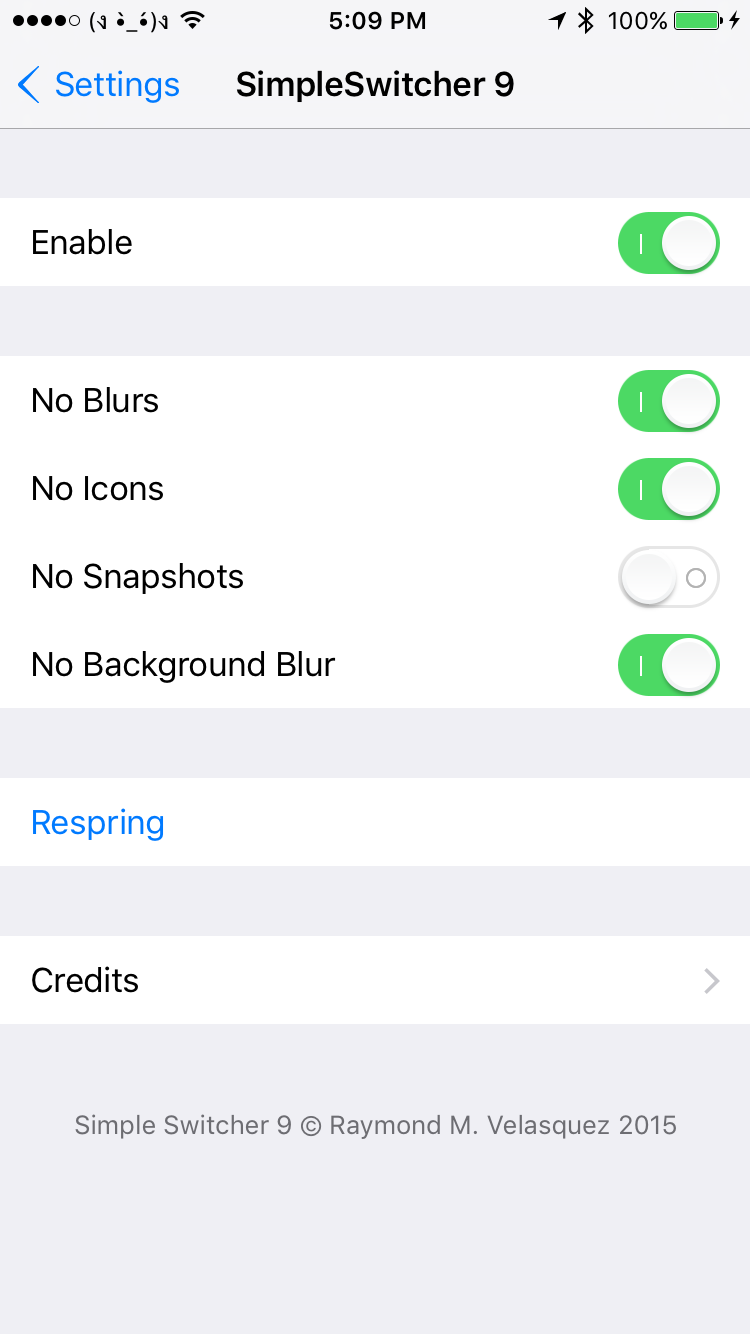 (ง •̀_•́)ง 5:09 PM 100%
Settings SimpleSwitcher 9
Enable
No Blurs
No Icons
No Snapshots
No Background Blur
Respring
Credits
Simple Switcher 9 © Raymond M. Velasquez 2015